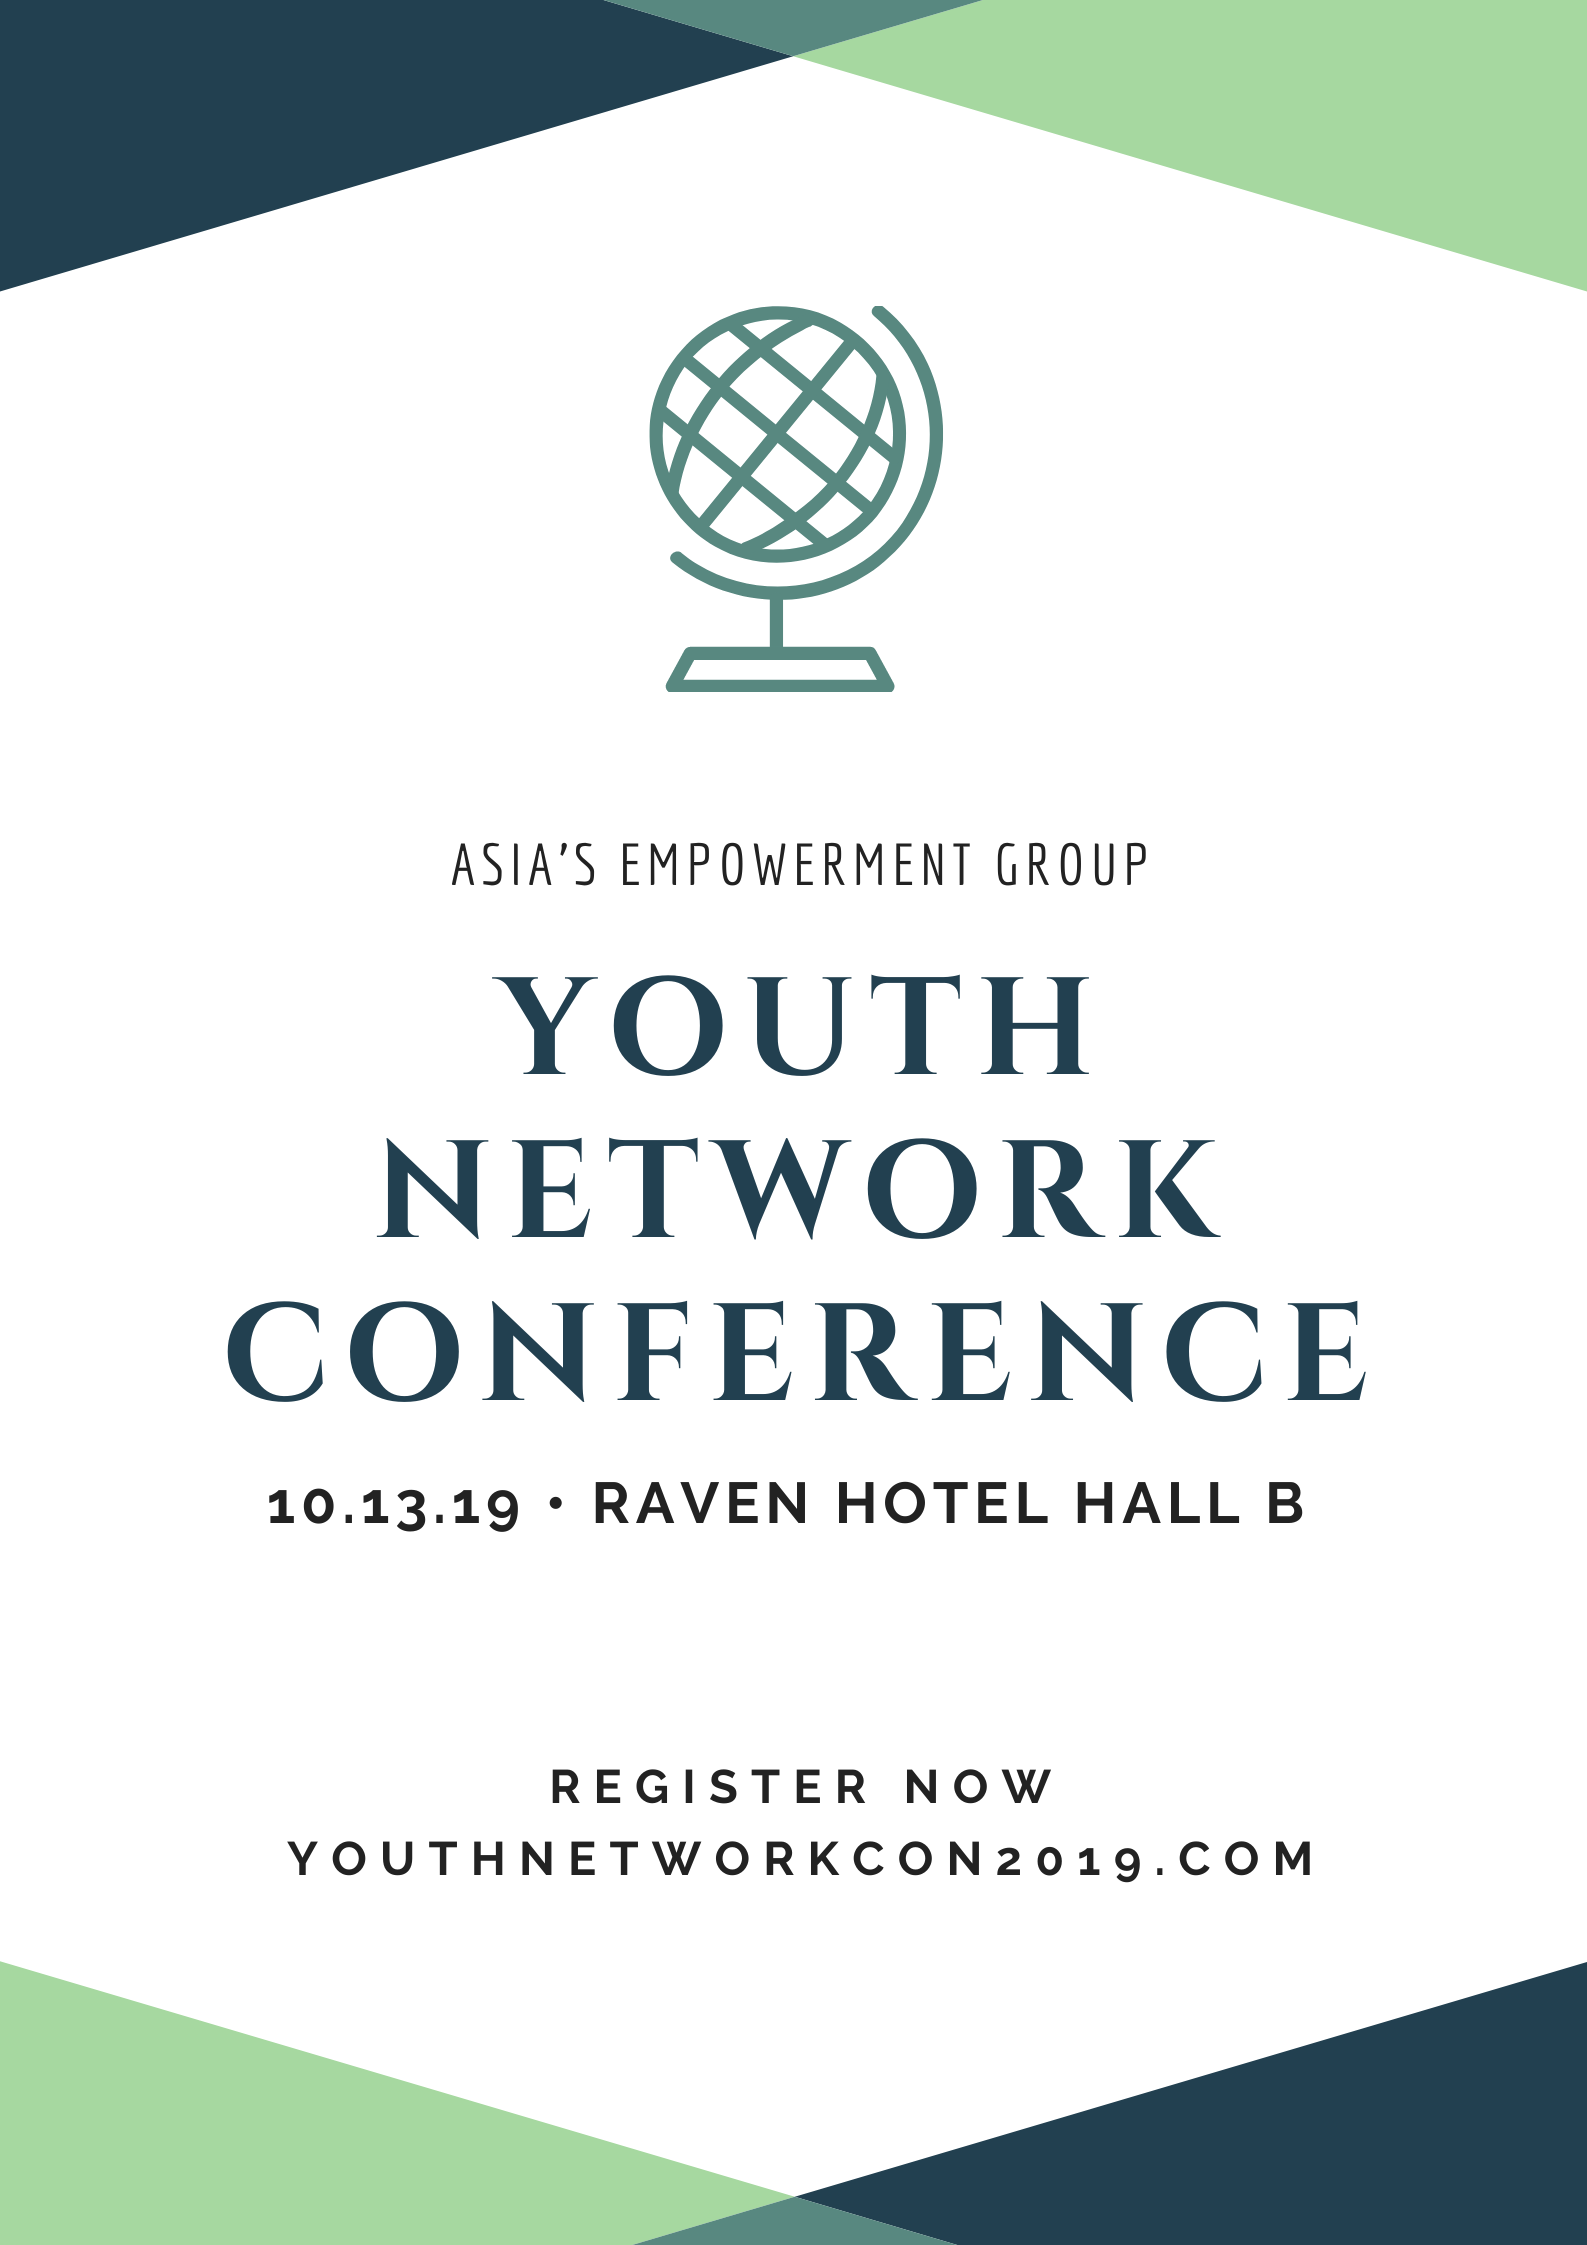 ASIA'S EMPOWERMENT GROUP
YOUTH
NETWORK
CONFERENCE
10.13.19 • RAVEN HOTEL HALL B
REGISTER NOW
YOUTHNETWORKCON2019.COM